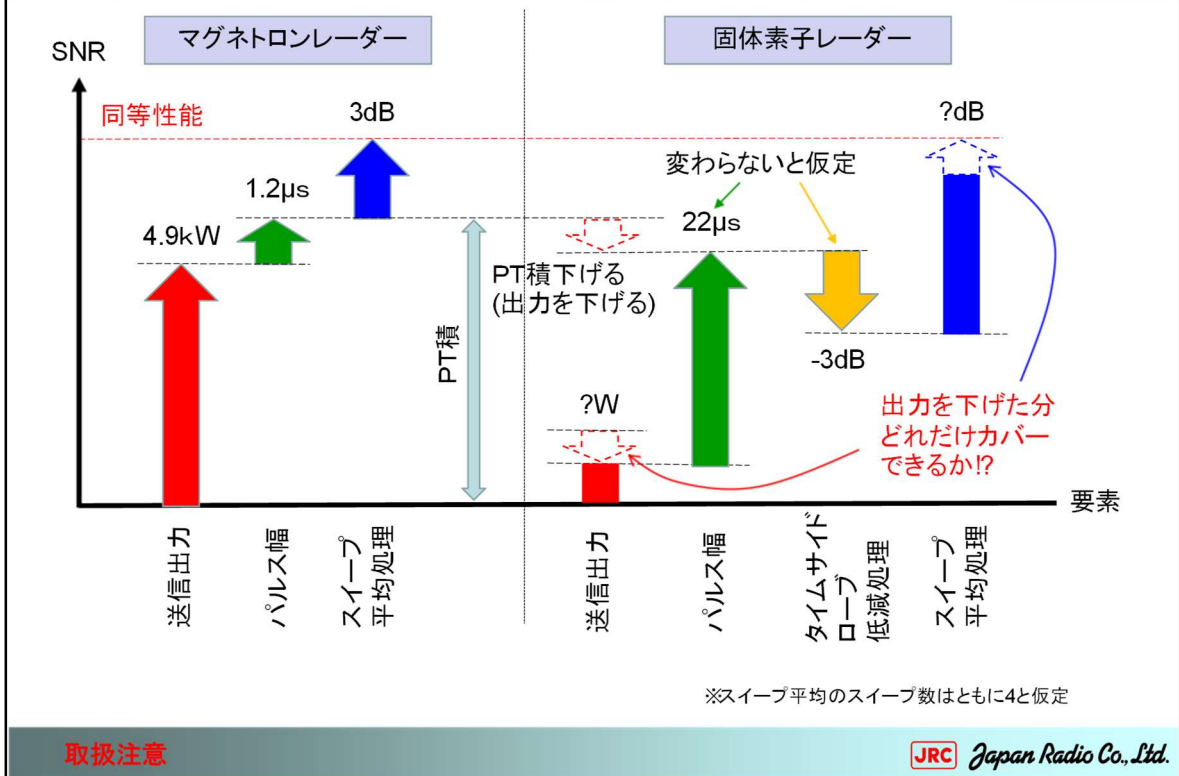 マグネトロンレーダー
固体素子レーダー
SNR
同等性能
3dB
?dB
1.2μs
変わらないと仮定
22μs
4.9kW
PT積下げる
(出力を下げる)
PT積
-3dB
?W
出力を下げた分
どれだけカバー
できるか!?
要素
送信出力
パルス幅
スイープ
平均処理
送信出力
パルス幅
タイムサイド
ローブ
低減処理
スイープ
平均処理
※スイープ平均のスイープ数はともに4と仮定
取扱注意
JRC Japan Radio Co., Ltd.